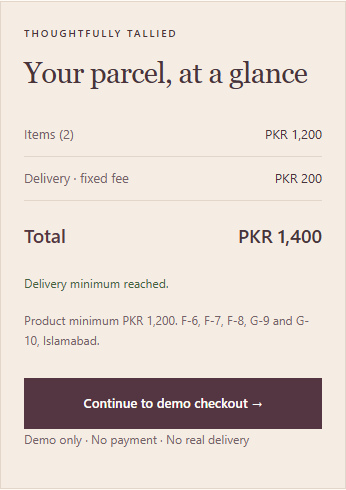 THOUGHTFULLY TALLIED
Your parcel, at a glance
Items (2) PKR 1,200
Delivery · fixed fee PKR 200
Total PKR 1,400
Delivery minimum reached.
Product minimum PKR 1,200. F-6, F-7, F-8, G-9 and G-
10, Islamabad.
Continue to demo checkout →
Demo only · No payment · No real delivery